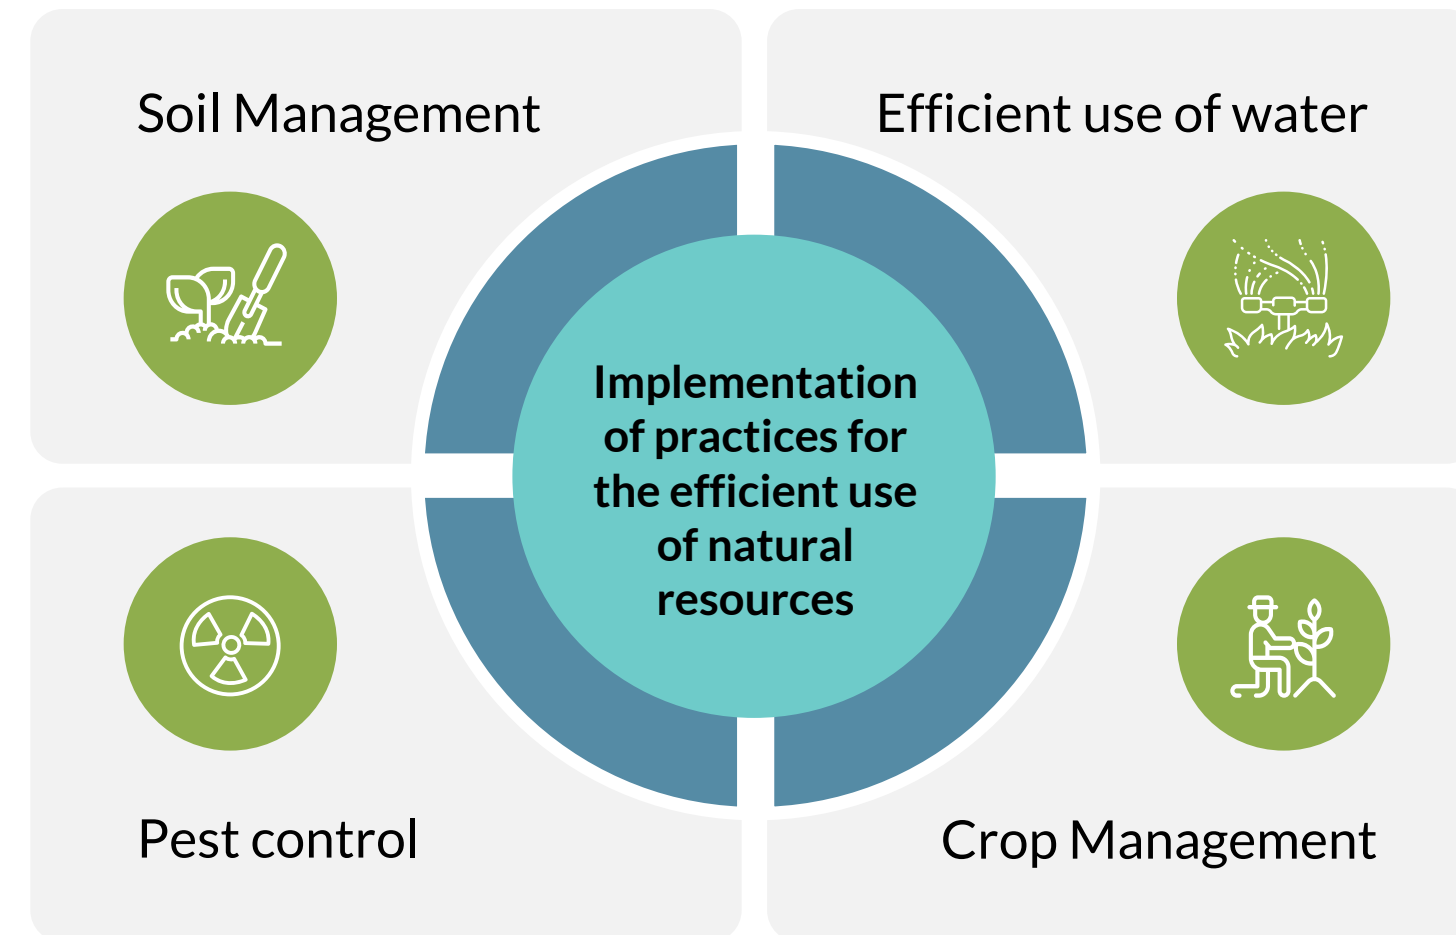 Soil Management
Efficient use of water
Implementation
of practices for
the efficient use
of natural
resources
Pest control
Crop Management